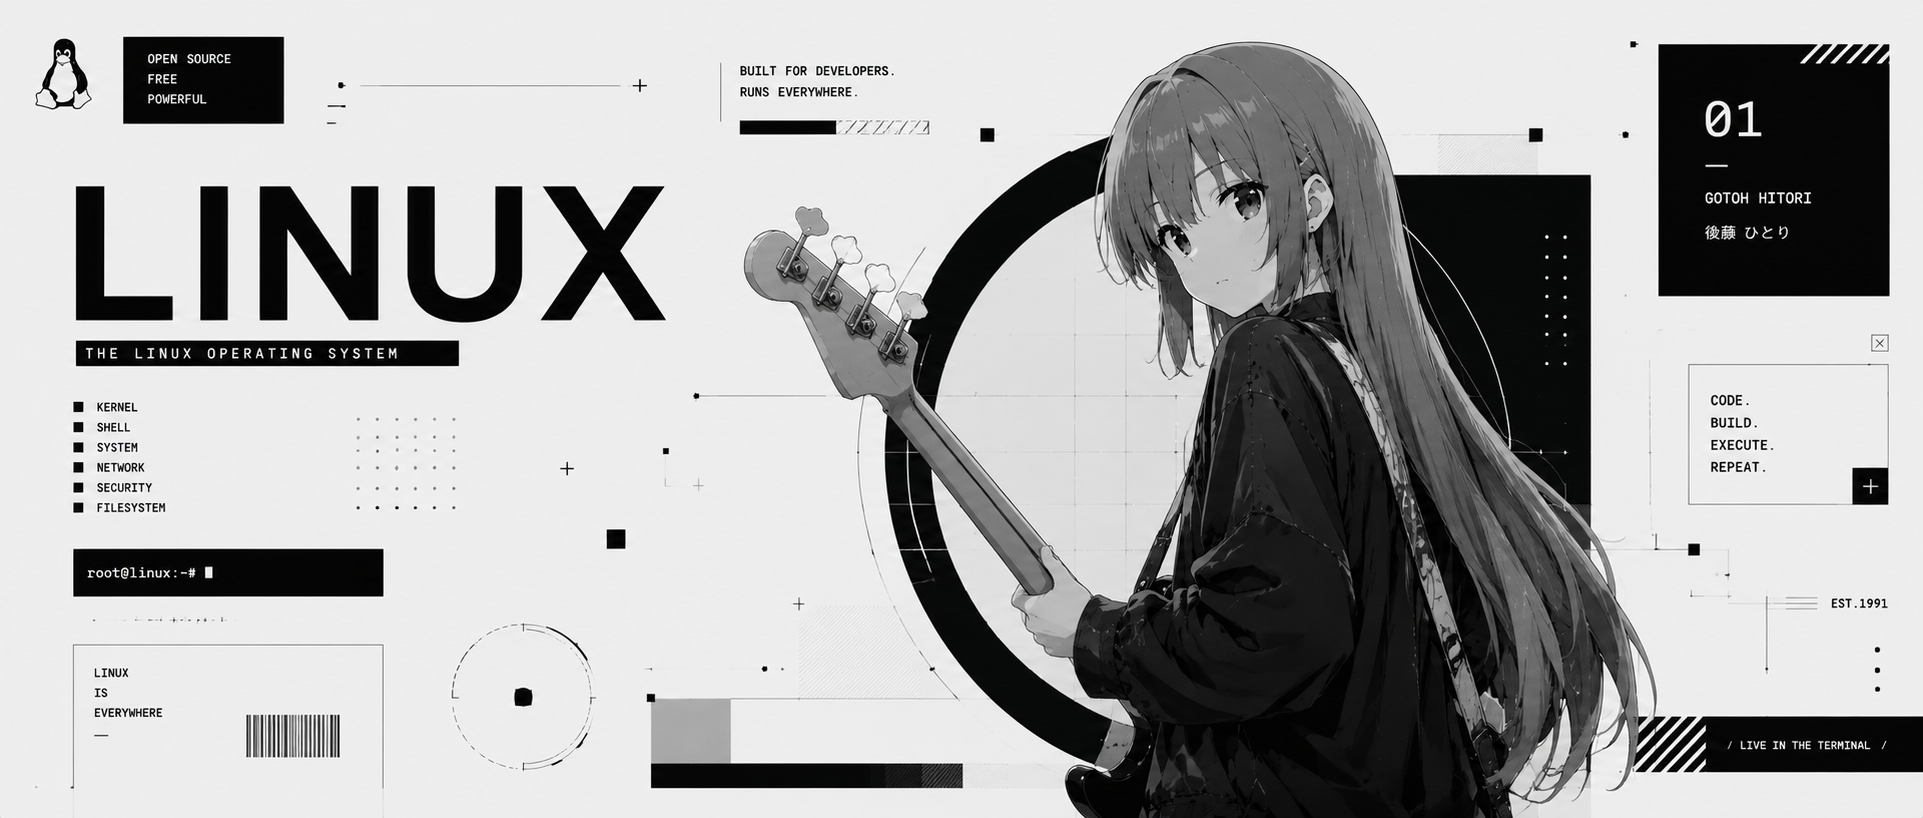 OPEN SOURCE
FREE
POWERFUL
BUILT FOR DEVELOPERS.
RUNS EVERYWHERE.
LINUX
THE LINUX OPERATING SYSTEM
KERNEL
SHELL
SYSTEM
NETWORK
SECURITY
FILESYSTEM
root@linux:~#
LINUX
IS
EVERYWHERE
01
GOTOH HITORI
後藤 ひとり
CODE.
BUILD.
EXECUTE.
REPEAT.
EST.1991
/ LIVE IN THE TERMINAL /